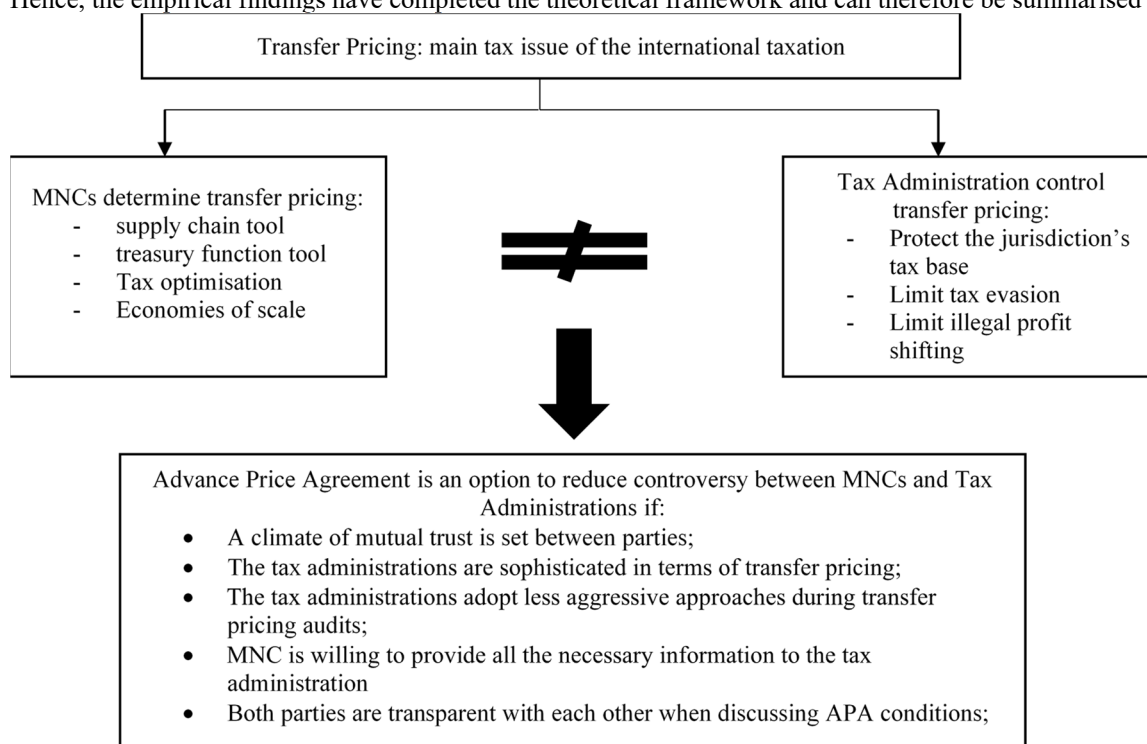 Hence, the empirical findings have completed the theoretical framework and can therefore be summarised
Transfer Pricing: main tax issue of the international taxation
MNCs determine transfer pricing:
- supply chain tool
- treasury function tool
- Tax optimisation
- Economies of scale
Tax Administration control
transfer pricing:
- Protect the jurisdiction’s
tax base
- Limit tax evasion
- Limit illegal profit
shifting
Advance Price Agreement is an option to reduce controversy between MNCs and Tax
Administrations if:
• A climate of mutual trust is set between parties;
• The tax administrations are sophisticated in terms of transfer pricing;
• The tax administrations adopt less aggressive approaches during transfer
pricing audits;
• MNC is willing to provide all the necessary information to the tax
administration
• Both parties are transparent with each other when discussing APA conditions;